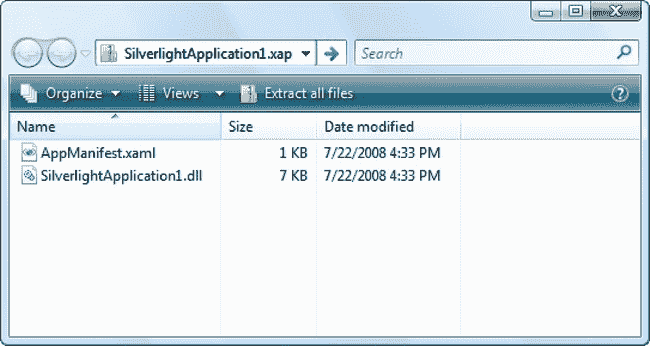 SilverlightApplication1.xap Search
Organize Views Extract all files
Name Size Date modified
AppManifest.xaml 1 KB 7/22/2008 4:33 PM
SilverlightApplication1.dll 7 KB 7/22/2008 4:33 PM